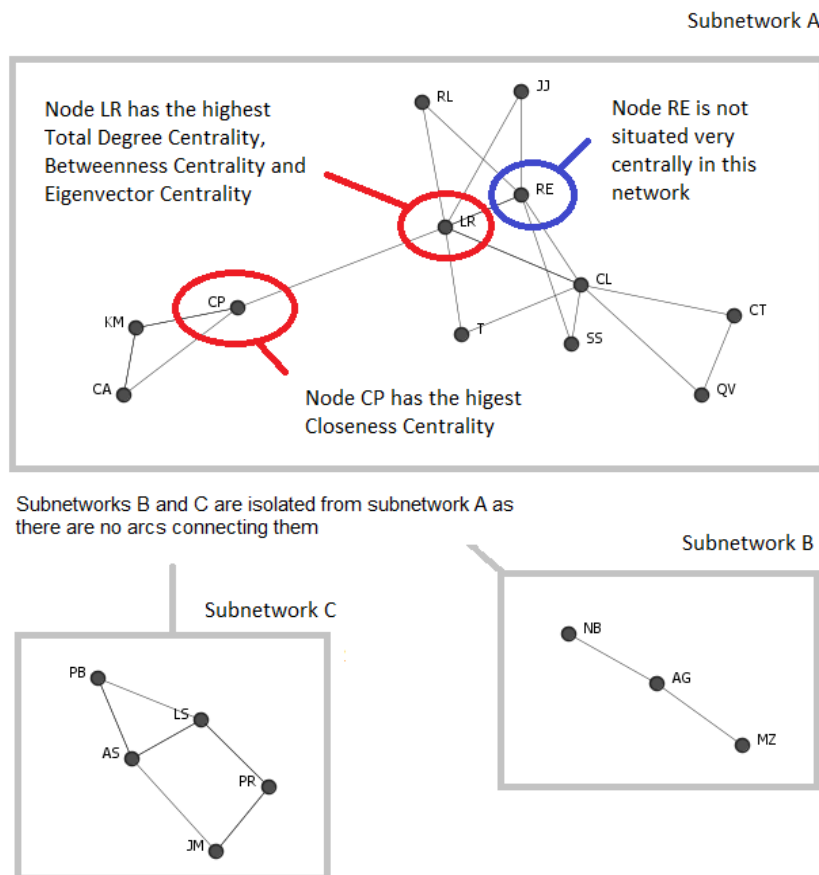 Subnetwork A
Node LR has the highest
Total Degree Centrality,
Betweenness Centrality and
Eigenvector Centrality
Node RE is not
situated very
centrally in this
network
RL
JJ
RE
LR
CP
CL
KM
CT
T
SS
CA
QV
Node CP has the higest
Closeness Centrality
Subnetworks B and C are isolated from subnetwork A as
there are no arcs connecting them
Subnetwork B
NB
AG
MZ
Subnetwork C
PB
LS
AS
PR
JM